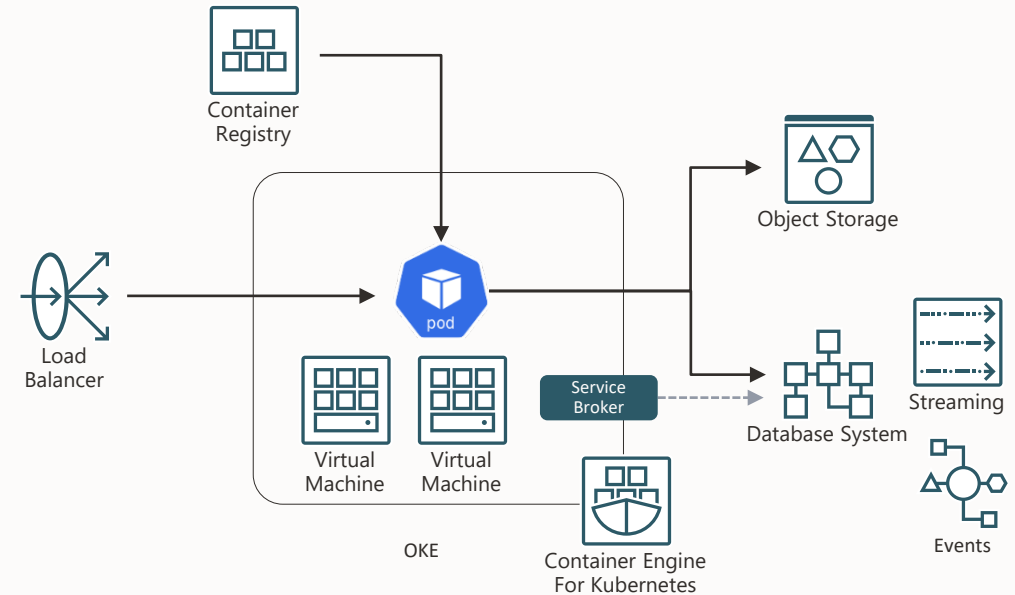 Container
Registry
Object Storage
pod
Load
Balancer
Service
Broker
Streaming
Database System
Virtual
Machine
Virtual
Machine
Events
OKE
Container Engine
For Kubernetes